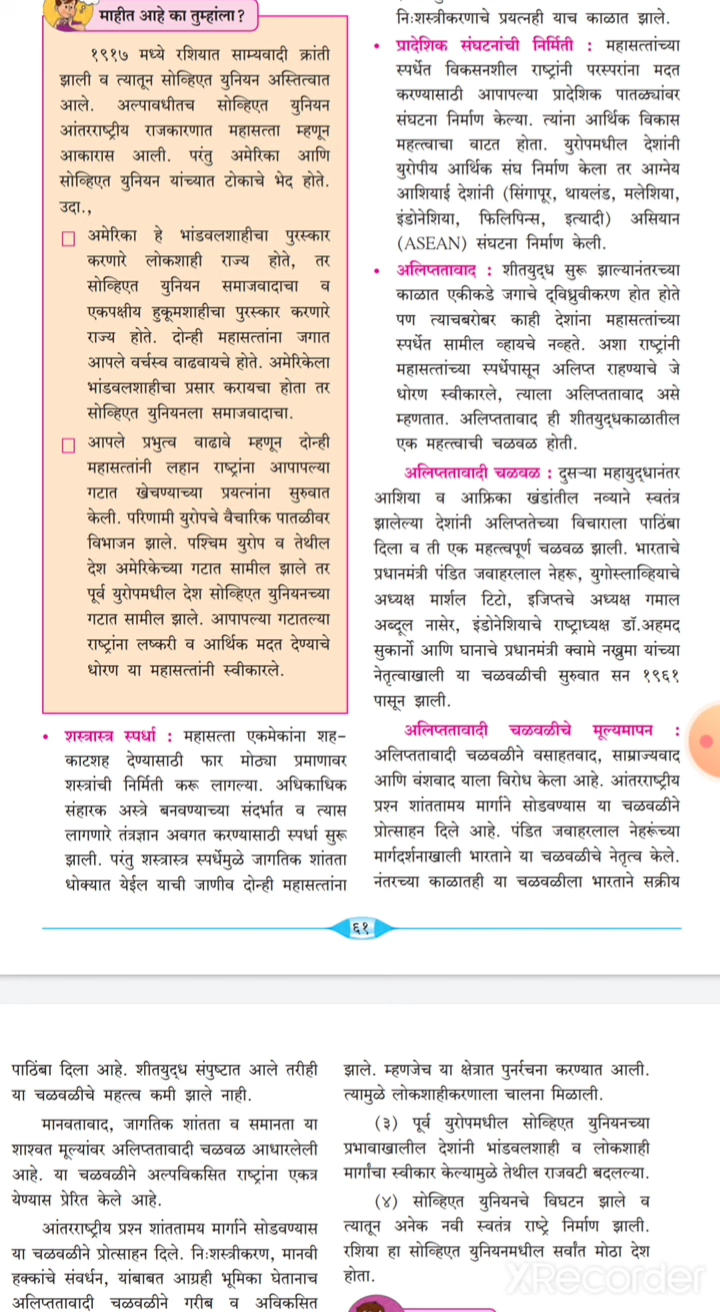 माहीत आहे का तुम्हांला ?
१९१७ मध्ये रशियात साम्यवादी क्रांती
झाली व त्यातून सोव्हिएत युनियन अस्तित्वात
आले. अल्पावधीतच सोव्हिएत युनियन
आंतरराष्ट्रीय राजकारणात महासत्ता म्हणून
आकारास आली. परंतु अमेरिका आणि
सोव्हिएत युनियन यांच्यात टोकाचे भेद होते.
उदा.,
□ अमेरिका हे भांडवलशाहीचा पुरस्कार
करणारे लोकशाही राज्य होते, तर
सोव्हिएत युनियन समाजवादाचा व
एकपक्षीय हुकूमशाहीचा पुरस्कार करणारे
राज्य होते. दोन्ही महासत्तांना जगात
आपले वर्चस्व वाढवायचे होते. अमेरिकेला
भांडवलशाहीचा प्रसार करायचा होता तर
सोव्हिएत युनियनला समाजवादाचा.
□ आपले प्रभुत्व वाढावे म्हणून दोन्ही
महासत्तांनी लहान राष्ट्रांना आपापल्या
गटात खेचण्याच्या प्रयत्नांना सुरुवात
केली. परिणामी युरोपचे वैचारिक पातळीवर
विभाजन झाले. पश्चिम युरोप व तेथील
देश अमेरिकेच्या गटात सामील झाले तर
पूर्व युरोपमधील देश सोव्हिएत युनियनच्या
गटात सामील झाले. आपापल्या गटातल्या
राष्ट्रांना लष्करी व आर्थिक मदत देण्याचे
धोरण या महासत्तांनी स्वीकारले.
• शस्त्रास्त्र स्पर्धा : महासत्ता एकमेकांना शह-
काटशह देण्यासाठी फार मोठ्या प्रमाणावर
शस्त्रांची निर्मिती करू लागल्या. अधिकाधिक
संहारक अस्त्रे बनवण्याच्या संदर्भात व त्यास
लागणारे तंत्रज्ञान अवगत करण्यासाठी स्पर्धा सुरू
झाली. परंतु शस्त्रास्त्र स्पर्धेमुळे जागतिक शांतता
धोक्यात येईल याची जाणीव दोन्ही महासत्तांना
निःशस्त्रीकरणाचे प्रयत्नही याच काळात झाले.
• प्रादेशिक संघटनांची निर्मिती : महासत्तांच्या
स्पर्धेत विकसनशील राष्ट्रांनी परस्परांना मदत
करण्यासाठी आपापल्या प्रादेशिक पातळ्यांवर
संघटना निर्माण केल्या. त्यांना आर्थिक विकास
महत्वाचा वाटत होता. युरोपमधील देशांनी
युरोपीय आर्थिक संघ निर्माण केला तर आग्नेय
आशियाई देशांनी (सिंगापूर, थायलंड, मलेशिया,
इंडोनेशिया, फिलिपिन्स, इत्यादी) असियान
(ASEAN) संघटना निर्माण केली.
• अलिप्ततावाद : शीतयुद्ध सुरू झाल्यानंतरच्या
काळात एकीकडे जगाचे द्विध्रुवीकरण होत होते
पण त्याचबरोबर काही देशांना महासत्तांच्या
स्पर्धेत सामील व्हायचे नव्हते. अशा राष्ट्रांनी
महासत्तांच्या स्पर्धेपासून अलिप्त राहण्याचे जे
धोरण स्वीकारले, त्याला अलिप्ततावाद असे
म्हणतात. अलिप्ततावाद ही शीतयुद्धकाळातील
एक महत्वाची चळवळ होती.
अलिप्ततावादी चळवळ : दुसऱ्या महायुद्धानंतर
आशिया व आफ्रिका खंडांतील नव्याने स्वतंत्र
झालेल्या देशांनी अलिप्ततेच्या विचाराला पाठिंबा
दिला व ती एक महत्त्वपूर्ण चळवळ झाली. भारताचे
प्रधानमंत्री पंडित जवाहरलाल नेहरू, युगोस्लाव्हियाचे
अध्यक्ष मार्शल टिटो, इजिप्तचे अध्यक्ष गमाल
अब्दूल नासेर, इंडोनेशियाचे राष्ट्राध्यक्ष डॉ.अहमद
सुकार्नो आणि घानाचे प्रधानमंत्री क्वामे नख्रुमा यांच्या
नेतृत्वाखाली या चळवळीची सुरुवात सन १९६१
पासून झाली.
अलिप्ततावादी चळवळीचे मूल्यमापन :
अलिप्ततावादी चळवळीने वसाहतवाद, साम्राज्यवाद
आणि वंशवाद याला विरोध केला आहे. आंतरराष्ट्रीय
प्रश्न शांततामय मार्गाने सोडवण्यास या चळवळीने
प्रोत्साहन दिले आहे. पंडित जवाहरलाल नेहरूंच्या
मार्गदर्शनाखाली भारताने या चळवळीचे नेतृत्व केले.
नंतरच्या काळातही या चळवळीला भारताने सक्रीय
६१
पाठिंबा दिला आहे. शीतयुद्ध संपुष्टात आले तरीही
या चळवळीचे महत्त्व कमी झाले नाही.
मानवतावाद, जागतिक शांतता व समानता या
शाश्वत मूल्यांवर अलिप्ततावादी चळवळ आधारलेली
आहे. या चळवळीने अल्पविकसित राष्ट्रांना एकत्र
येण्यास प्रेरित केले आहे.
आंतरराष्ट्रीय प्रश्न शांततामय मार्गाने सोडवण्यास
या चळवळीने प्रोत्साहन दिले. निःशस्त्रीकरण, मानवी
हक्कांचे संवर्धन, यांबाबत आग्रही भूमिका घेतानाच
अलिप्ततावादी चळवळीने गरीब व अविकसित
झाले. म्हणजेच या क्षेत्रात पुनर्रचना करण्यात आली.
त्यामुळे लोकशाहीकरणाला चालना मिळाली.
(३) पूर्व युरोपमधील सोव्हिएत युनियनच्या
प्रभावाखालील देशांनी भांडवलशाही व लोकशाही
मार्गांचा स्वीकार केल्यामुळे तेथील राजवटी बदलल्या.
(४) सोव्हिएत युनियनचे विघटन झाले व
त्यातून अनेक नवी स्वतंत्र राष्ट्रे निर्माण झाली.
रशिया हा सोव्हिएत युनियनमधील सर्वांत मोठा देश
होता.
XRecorder